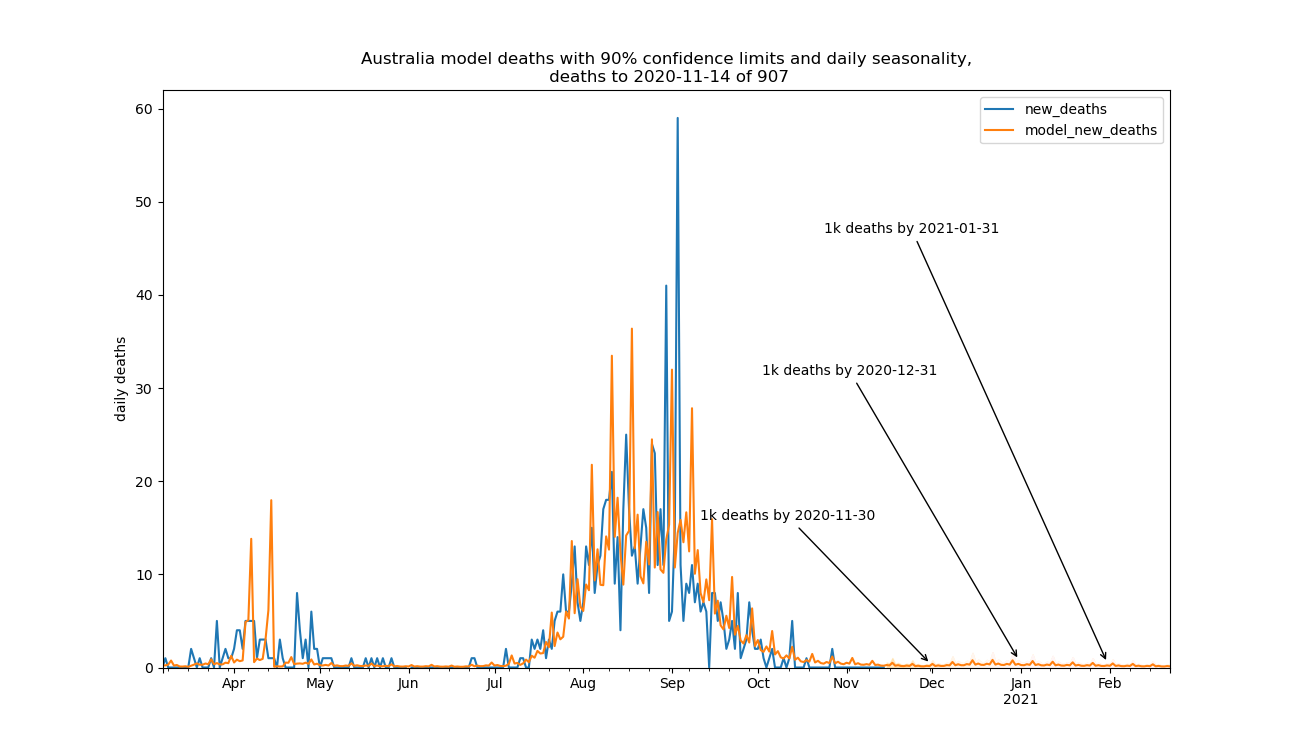 Australia model deaths with 90% confidence limits and daily seasonality,
deaths to 2020-11-14 of 907
new_deaths
model_new_deaths
60
50
40
30
20
10
0
daily deaths
1k deaths by 2021-01-31
1k deaths by 2020-12-31
1k deaths by 2020-11-30
Apr May Jun Jul Aug Sep Oct Nov Dec Jan Feb
2021